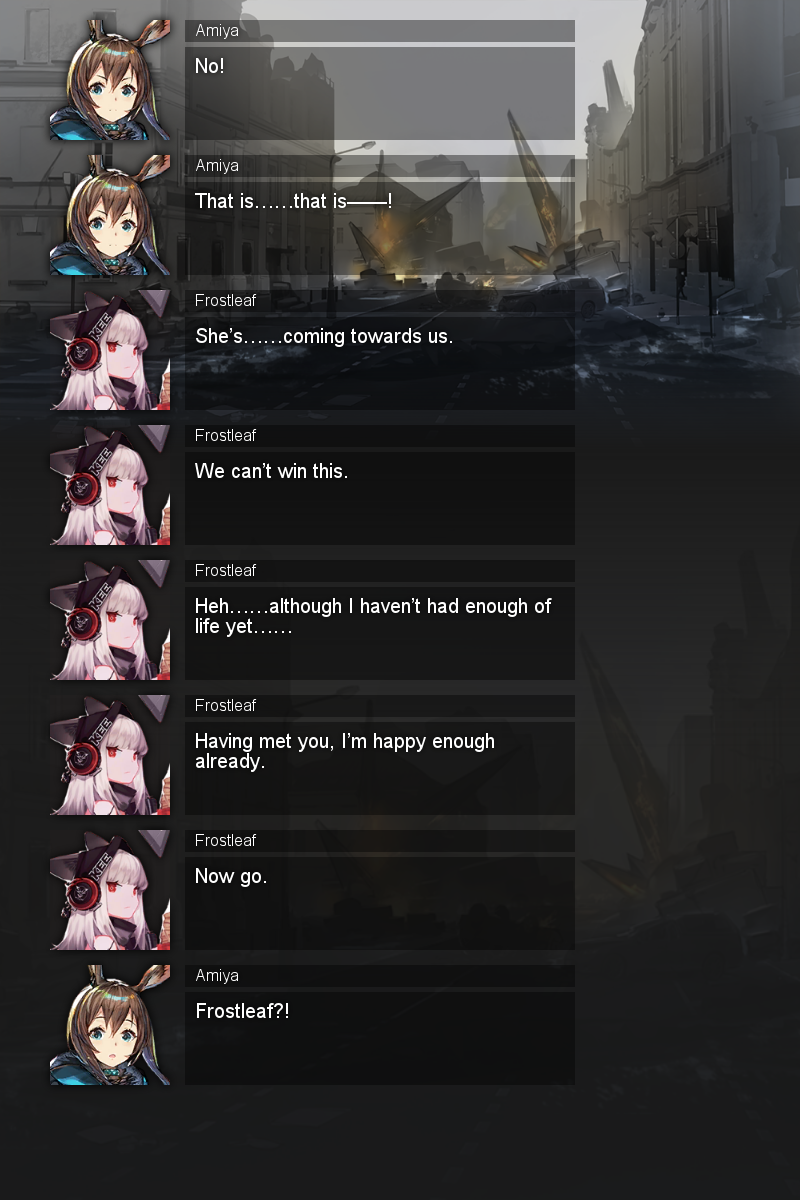 Amiya
No!
Amiya
That is……that is——!
Frostleaf
She's……coming towards us.
Frostleaf
We can't win this.
Frostleaf
Heh……although I haven't had enough of
life yet……
Frostleaf
Having met you, I'm happy enough
already.
Frostleaf
Now go.
Amiya
Frostleaf?!